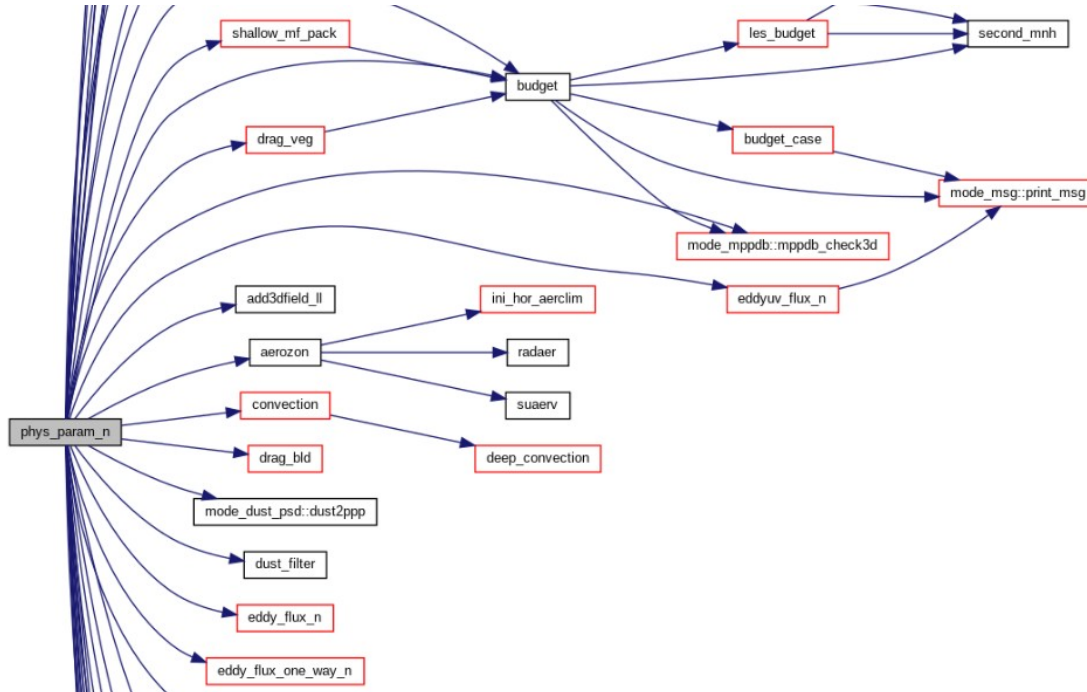 shallow_mf_pack
les_budget
second_mnh
budget
drag_veg
budget_case
mode_msg::print_msg
mode_mppdb::mppdb_check3d
add3dfield_ll
eddyuv_flux_n
ini_hor_aerclim
aerozon
radaer
suaerv
convection
phys_param_n
drag_bld
deep_convection
mode_dust_psd::dust2ppp
dust_filter
eddy_flux_n
eddy_flux_one_way_n